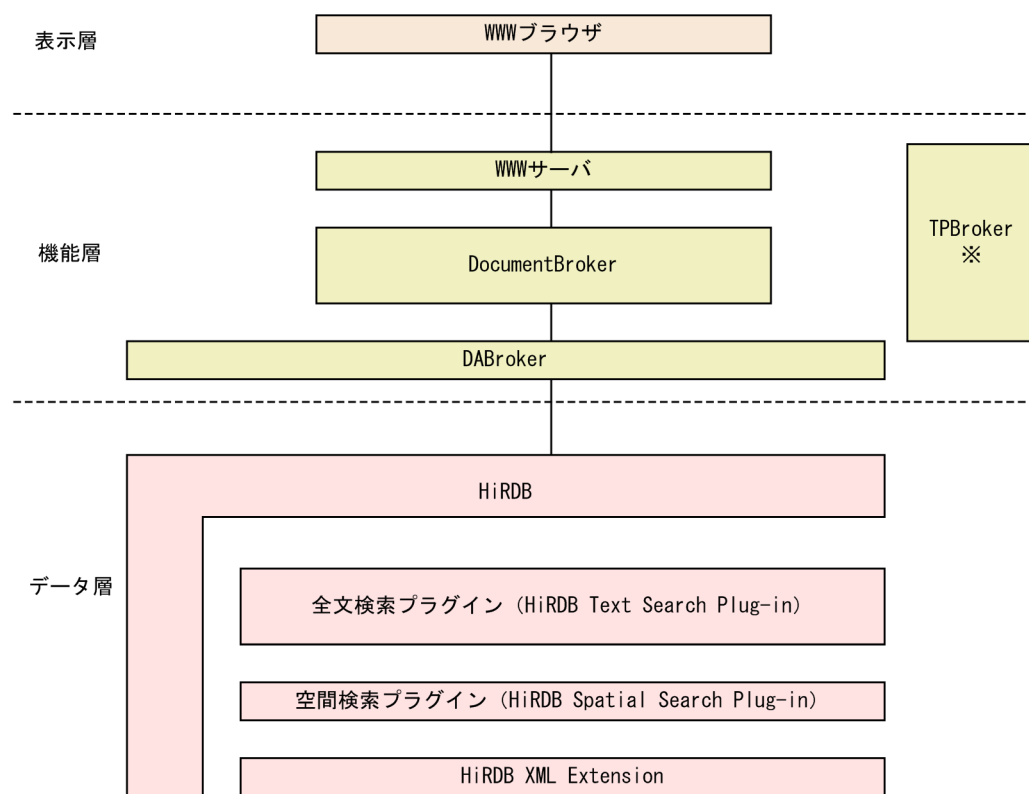 表示層
WWWブラウザ
WWWサーバ
機能層
DocumentBroker
TPBroker
※
DABroker
HiRDB
データ層
全文検索プラグイン (HiRDB Text Search Plug-in)
空間検索プラグイン (HiRDB Spatial Search Plug-in)
HiRDB XML Extension